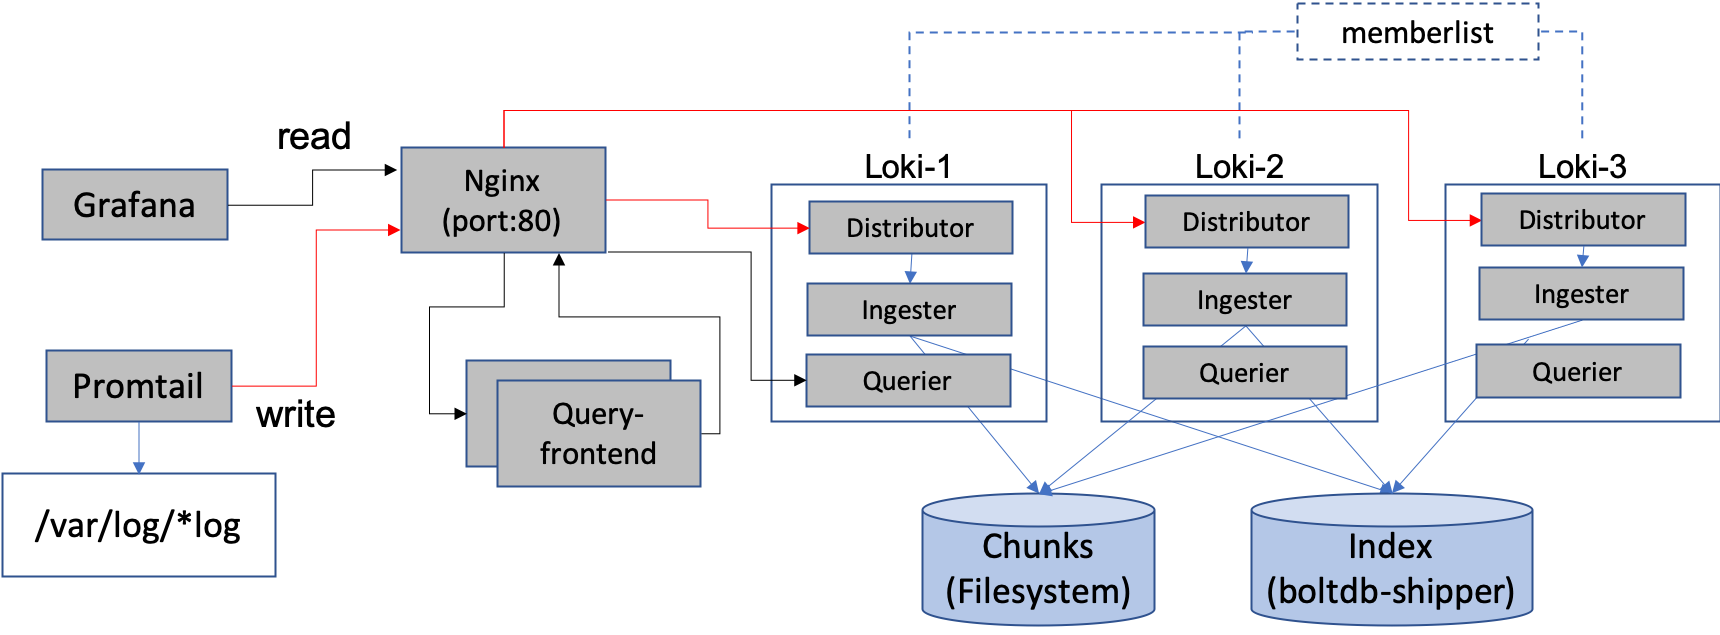 memberlist
read
Loki-1
Loki-2
Loki-3
Grafana
Nginx
(port:80)
Distributor
Distributor
Distributor
Ingester
Ingester
Ingester
Promtail
write
Query-
frontend
Querier
Querier
Querier
/var/log/*log
Chunks
(Filesystem)
Index
(boltdb-shipper)